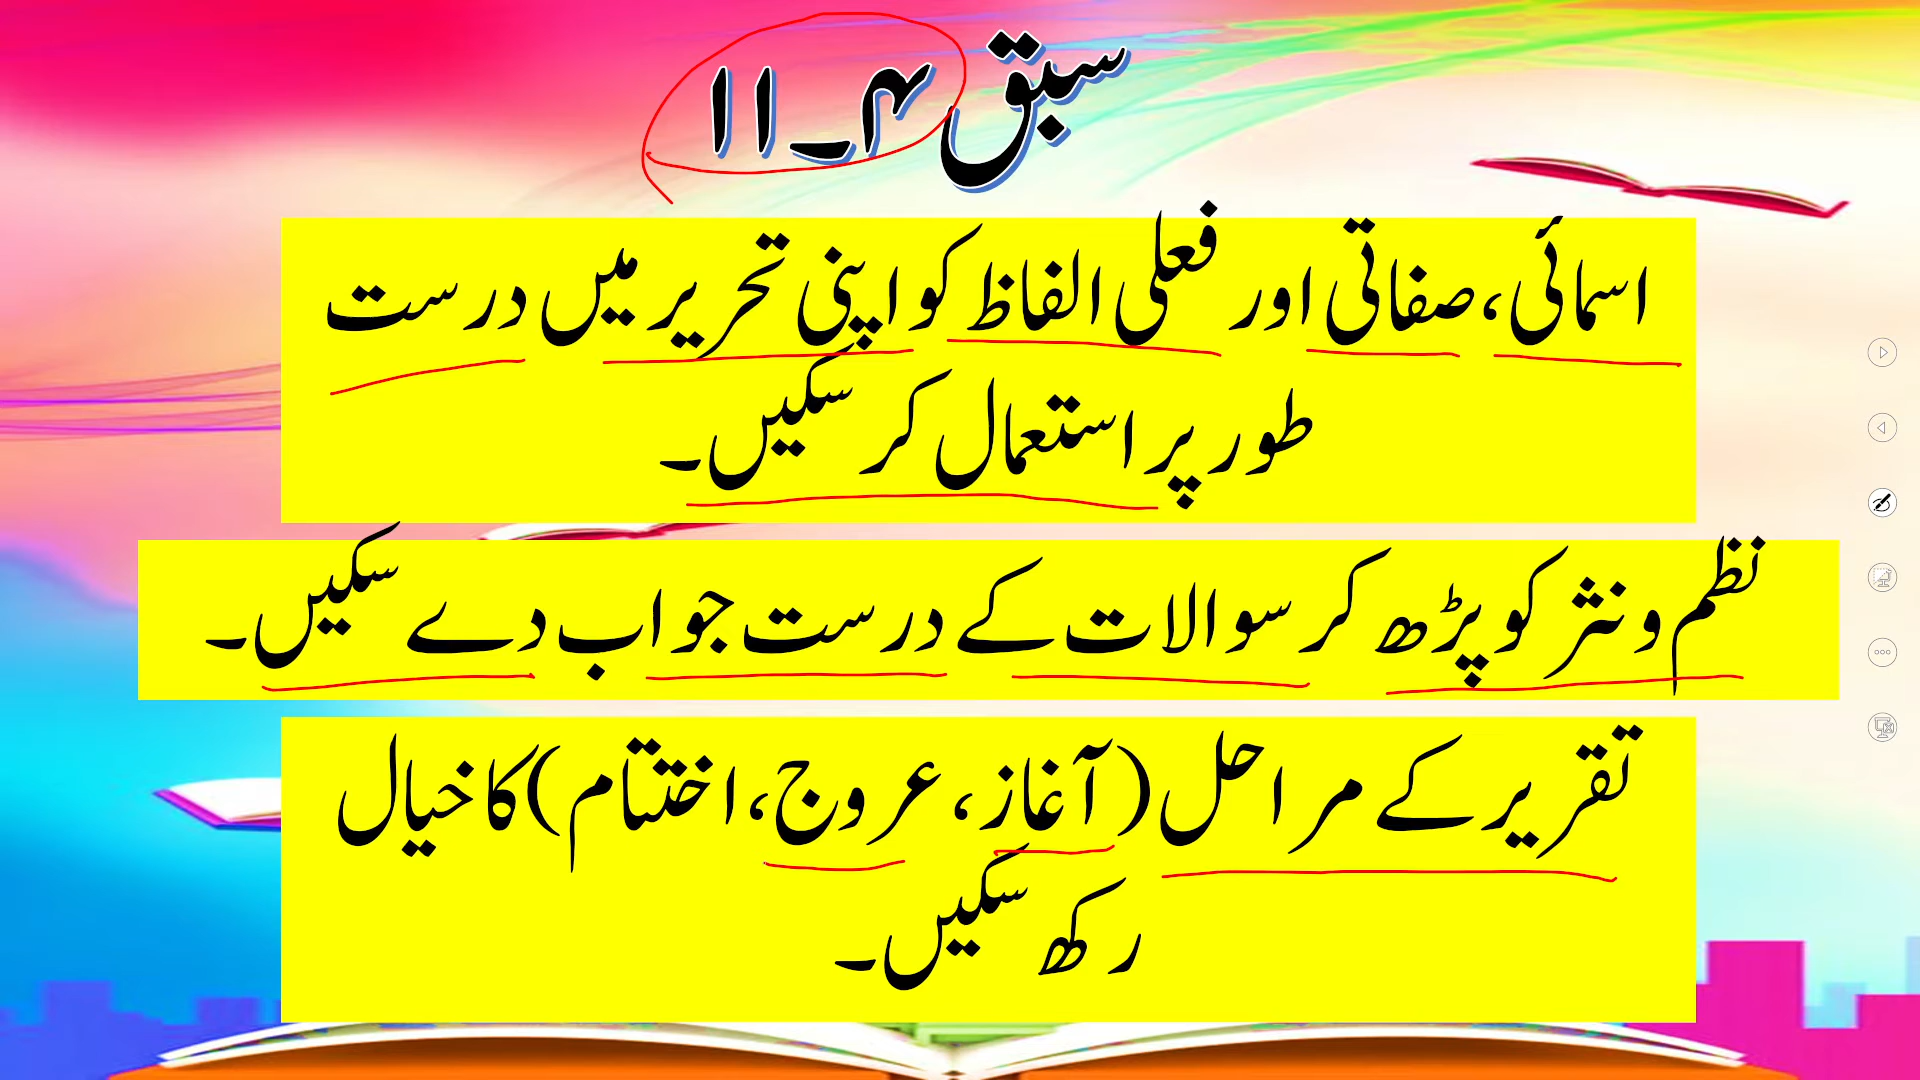 سبق ۴۔۱۱
اسمائی، صفاتی اور فعلی الفاظ کو اپنی تحریر میں درست
طور پر استعمال کر سکیں۔
نظم و نثر کو پڑھ کر سوالات کے درست جواب دے سکیں۔
تقریر کے مراحل (آغاز، عروج، اختتام) کا خیال
رکھ سکیں۔